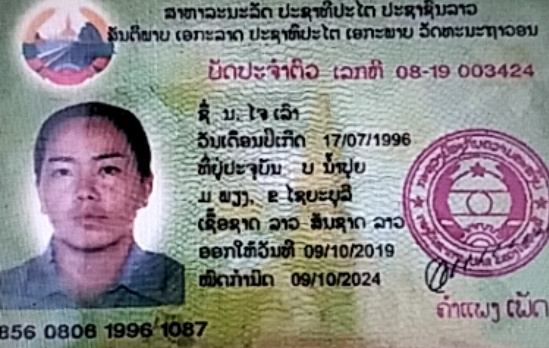 ສາທາລະນະລັດ ປະຊາທິປະໄຕ ປະຊາຊົນລາວ
ສັນຕິພາບ ເອກະລາດ ປະຊາທິປະໄຕ ເອກະພາບ ວັດທະນະຖາວອນ
ບັດປະຈຳຕົວ ເລກທີ 08-19 003424
ຊື່ ນ. ໄຈ ເລົ່າ
ວັນເດືອນປີເກີດ 17/07/1996
ທີ່ຢູ່ປະຈຸບັນ ບ ນ້ຳປຸຍ
ມ ພຽງ, ຂ ໄຊຍະບູລີ
ເຊື້ອຊາດ ລາວ ສັນຊາດ ລາວ
ອອກໃຫ້ວັນທີ 09/10/2019
ໝົດກຳນົດ 09/10/2024
ຄຳແພງ
856 0808 1996 1087